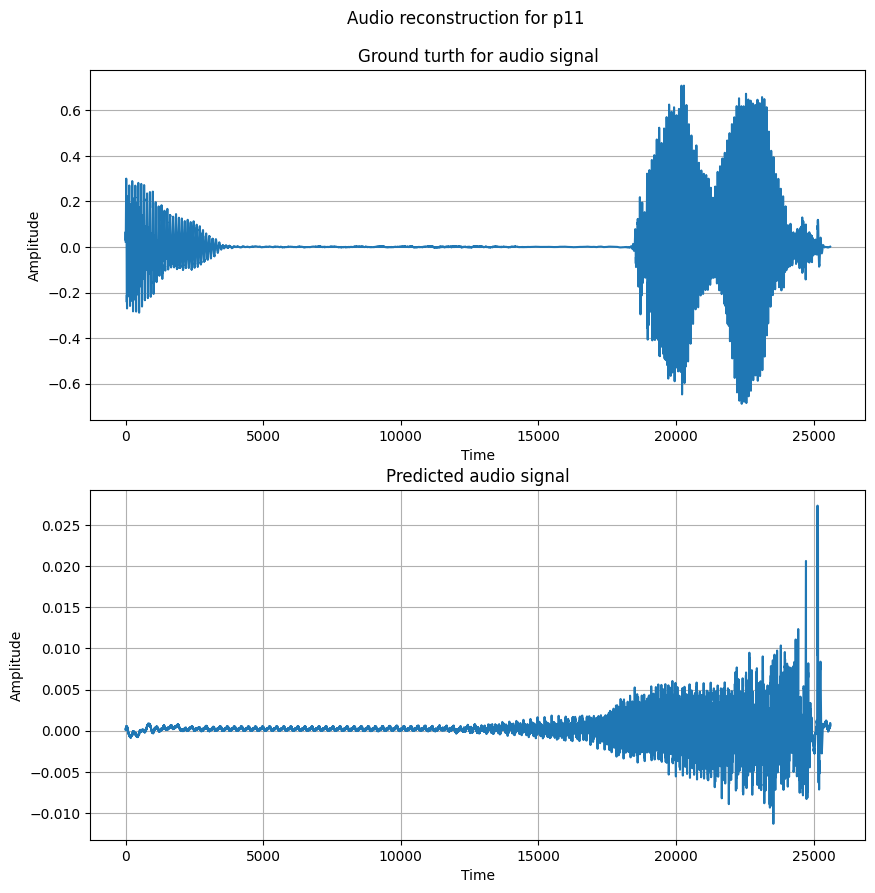 Audio reconstruction for p11
Ground turth for audio signal
0.6
0.4
0.2
0.0
−0.2
−0.4
−0.6
Amplitude
0 5000 10000 15000 20000 25000
Time
Predicted audio signal
0.025
0.020
0.015
0.010
0.005
0.000
−0.005
−0.010
Amplitude
0 5000 10000 15000 20000 25000
Time